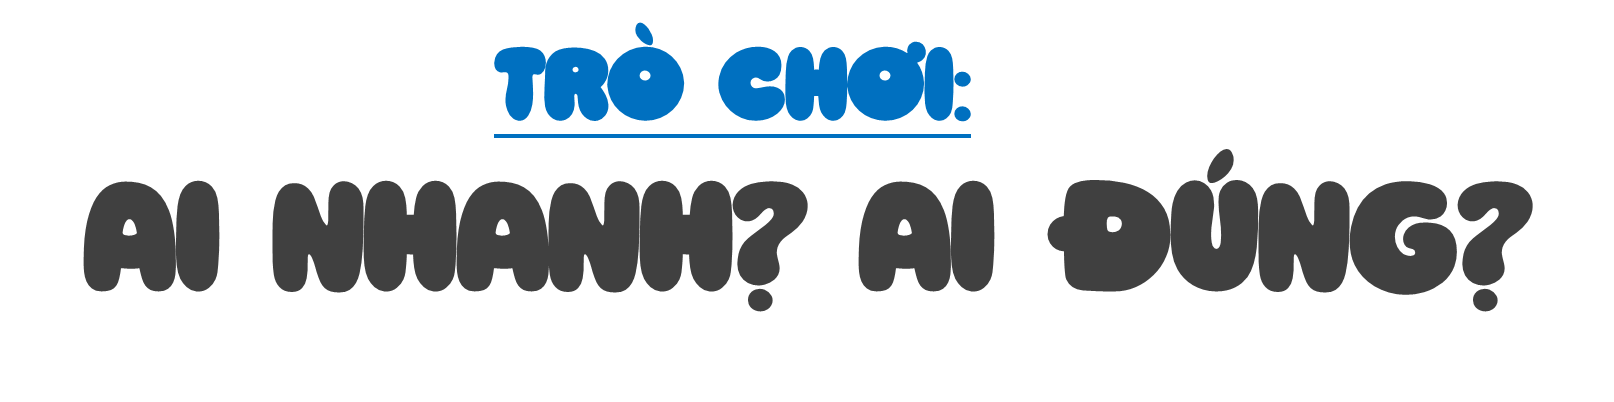 TRÒ CHƠI:
AI NHANH? AI ĐÚNG?